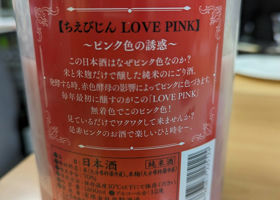 【ちえびじん LOVE PINK】
～ピンク色の誘惑～
この日本酒はなぜピンク色なのか？
米と米麹だけで醸した純米のにごり酒。
発酵する時、赤色酵母の影響によってピンクに色づきます。
毎年最初に醸すのがこの「LOVE PINK」
無着色でこのピンク色！
見ているだけでワクワクして来ませんか？
是非ピンクのお酒で楽しいひと時を～。
日本酒
純米酒